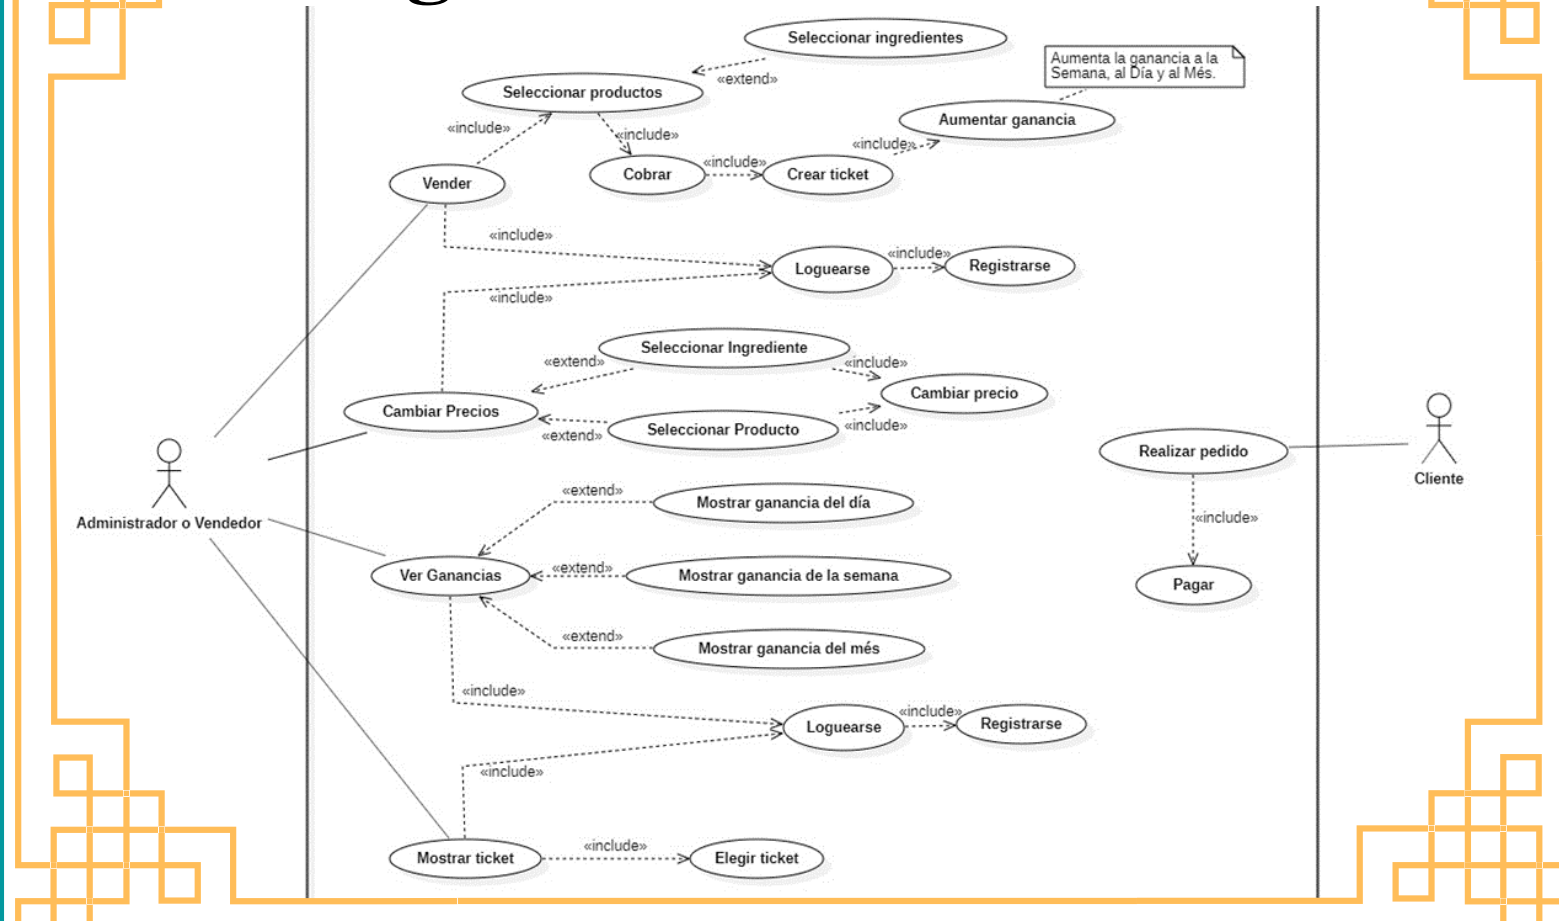 Seleccionar ingredientes
Aumenta la ganancia a la
Semana, al Día y al Més.
«extend»
Seleccionar productos
Aumentar ganancia
«include»
«include»
«include»
«include»
Cobrar
Crear ticket
Vender
«include»
«include»
Loguearse
Registrarse
«include»
Seleccionar Ingrediente
«extend»
«include»
Cambiar precio
Cambiar Precios
«include»
Seleccionar Producto
«extend»
Realizar pedido
Cliente
«extend»
Mostrar ganancia del día
«include»
Administrador o Vendedor
«extend»
Ver Ganancias
Mostrar ganancia de la semana
Pagar
«extend»
Mostrar ganancia del més
«include»
«include»
Loguearse
Registrarse
«include»
«include»
Mostrar ticket
Elegir ticket